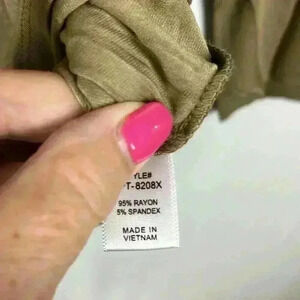 YLE#
T-8208X
95% RAYON
5% SPANDEX
MADE IN
VIETNAM